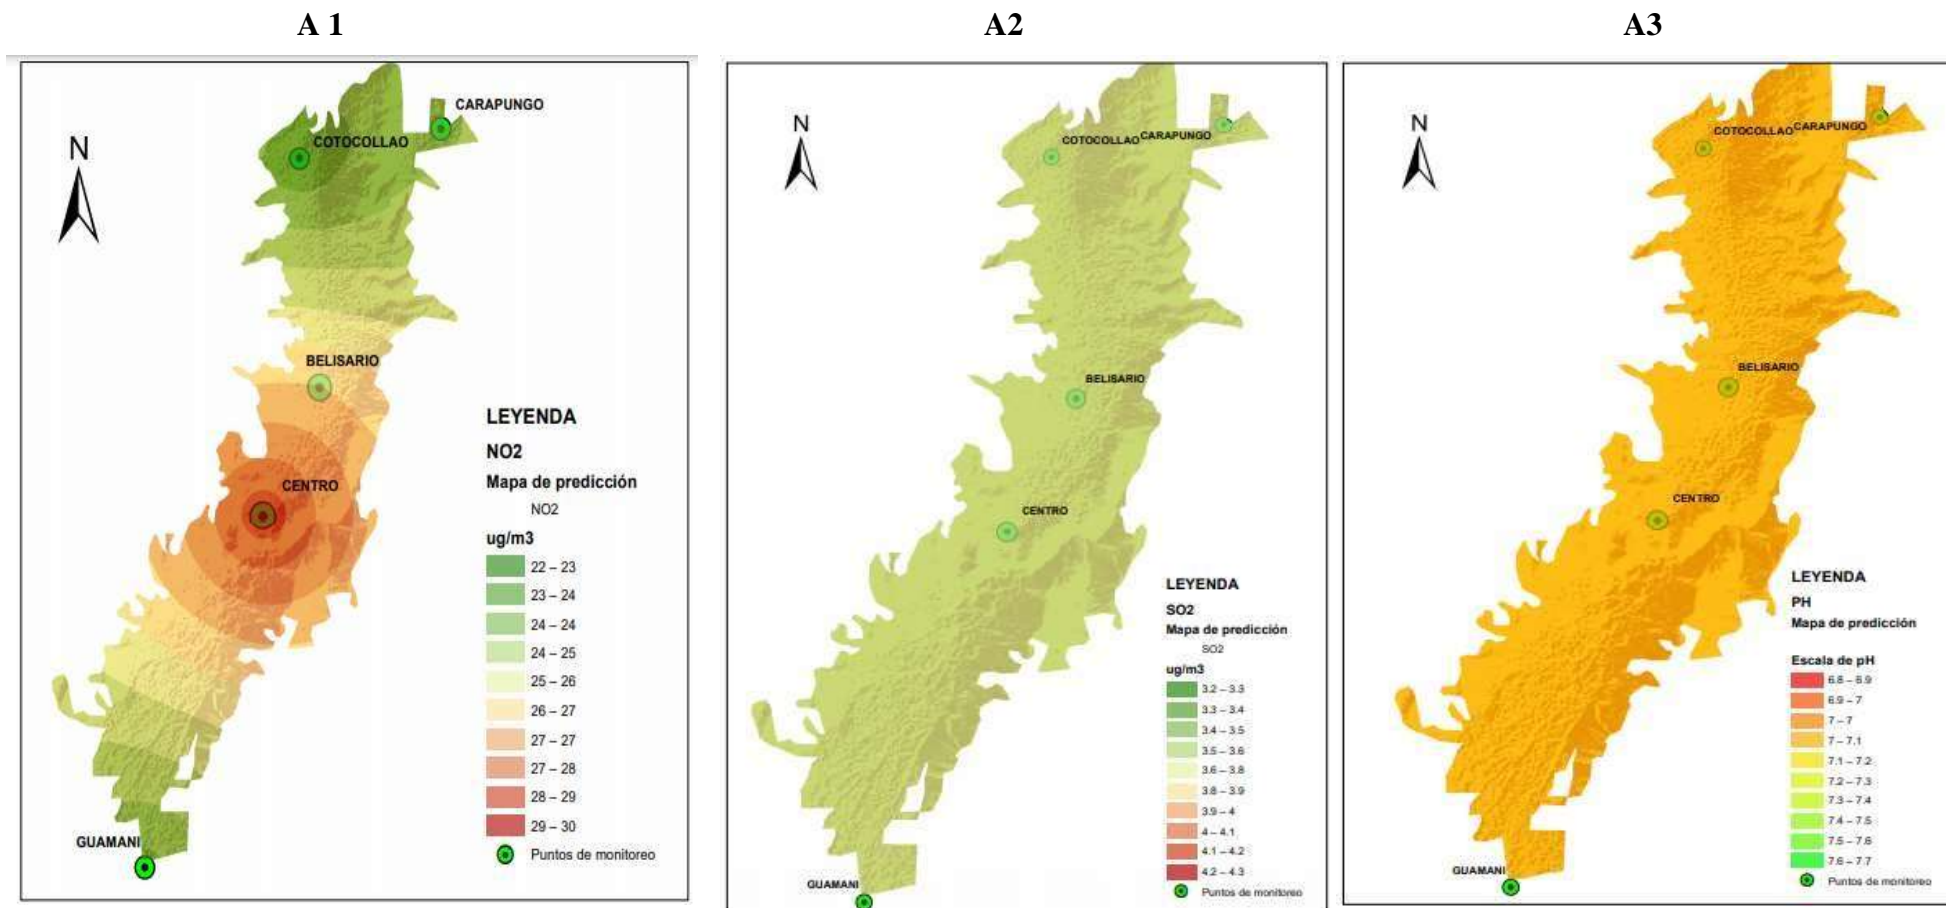 A 1
N
CARAPUNGO
COTOCOLLAO
BELISARIO
CENTRO
GUAMANI
LEYENDA
NO2
Mapa de predicción
NO2
ug/m3
22 – 23
23 – 24
24 – 24
24 – 25
25 – 26
26 – 27
27 – 27
27 – 28
28 – 29
29 – 30
Puntos de monitoreo
A2
N
COTOCOLLAO CARAPUNGO
BELISARIO
CENTRO
GUAMANI
LEYENDA
SO2
Mapa de predicción
SO2
ug/m3
3.2 – 3.3
3.3 – 3.4
3.4 – 3.5
3.5 – 3.6
3.6 – 3.8
3.8 – 3.9
3.9 – 4
4 – 4.1
4.1 – 4.2
4.2 – 4.3
Puntos de monitoreo
A3
N
COTOCOLLAO CARAPUNGO
BELISARIO
CENTRO
GUAMANI
LEYENDA
PH
Mapa de predicción
Escala de pH
6.8 – 6.9
6.9 – 7
7 – 7
7 – 7.1
7.1 – 7.2
7.2 – 7.3
7.3 – 7.4
7.4 – 7.5
7.5 – 7.6
7.6 – 7.7
Puntos de monitoreo